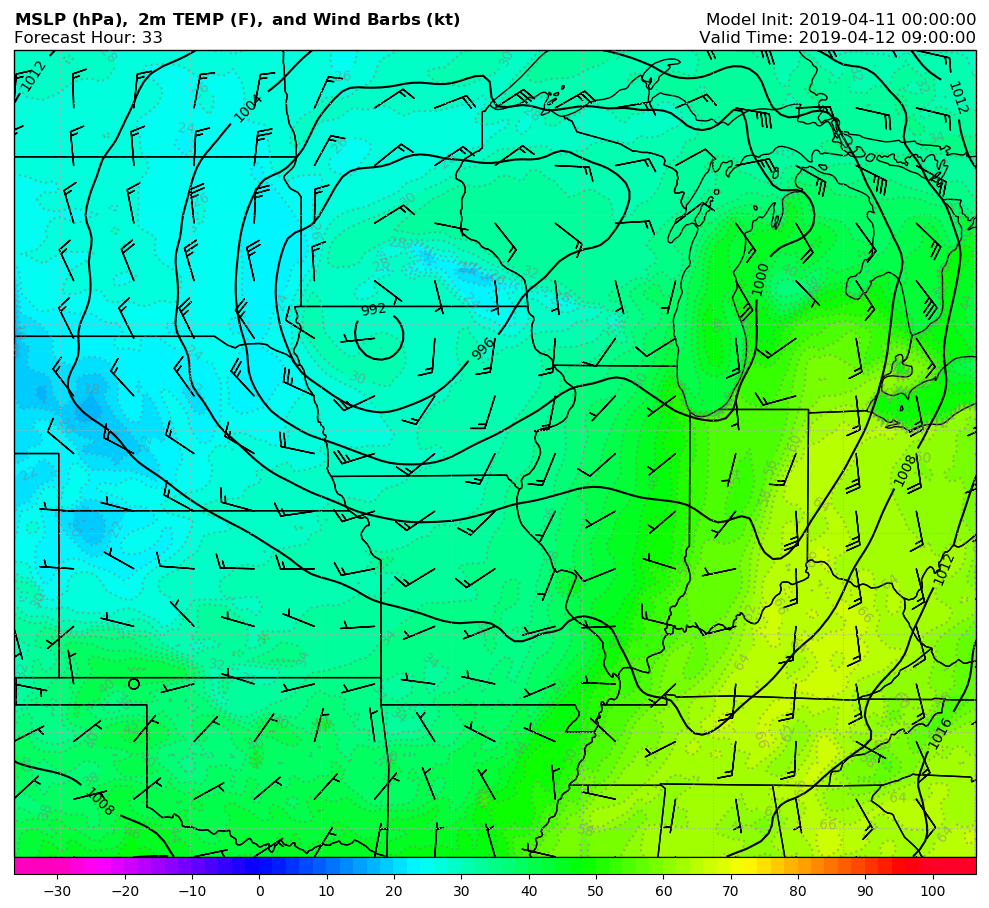 MSLP (hPa), 2m TEMP (F), and Wind Barbs (kt)
Model Init: 2019-04-11 00:00:00
Forecast Hour: 33
Valid Time: 2019-04-12 09:00:00
1012
1004
1012
1000
992
996
1008
1012
1016
1008
−30 −20 −10 0 10 20 30 40 50 60 70 80 90 100